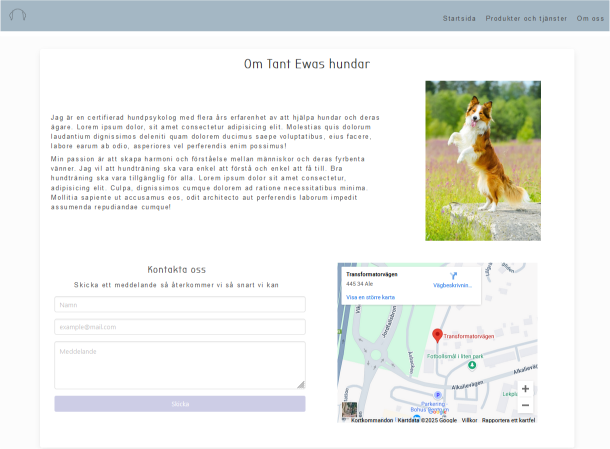 Startsida Produkter och tjänster Om oss
Om Tant Ewas hundar
Jag är en certifierad hundpsykolog med flera års erfarenhet av att hjälpa hundar och deras
ägare. Lorem ipsum dolor, sit amet consectetur adipisicing elit. Molestias quis dolorum
laudantium dignissimos deleniti quam dolorem ducimus saepe voluptatibus, eius facere,
labore earum ab odio, asperiores vel perferendis enim possimus!
Min passion är att skapa harmoni och förståelse mellan människor och deras fyrbenta
vänner. Jag vill att hundträning ska vara enkel att förstå och enkel att få till. Bra
hundträning ska vara tillgänglig för alla. Lorem ipsum dolor sit amet consectetur,
adipisicing elit. Culpa, dignissimos cumque dolorem ad ratione necessitatibus minima.
Mollitia sapiente ut accusamus eos, odit architecto aut perferendis laborum impedit
assumenda repudiandae cumque!
Kontakta oss
Skicka ett meddelande så återkommer vi så snart vi kan
Namn
example@mail.com
Meddelande
Skicka
Transformatorvägen
445 34 Ale
Vägbeskrivnin...
Visa en större karta
Transformatorvägen
Fotbollsmål i liten park
Alkalievägen
Parkering
Bohus Centrum
Kortkommandon Kartdata ©2025 Google Villkor Rapportera ett kartfel